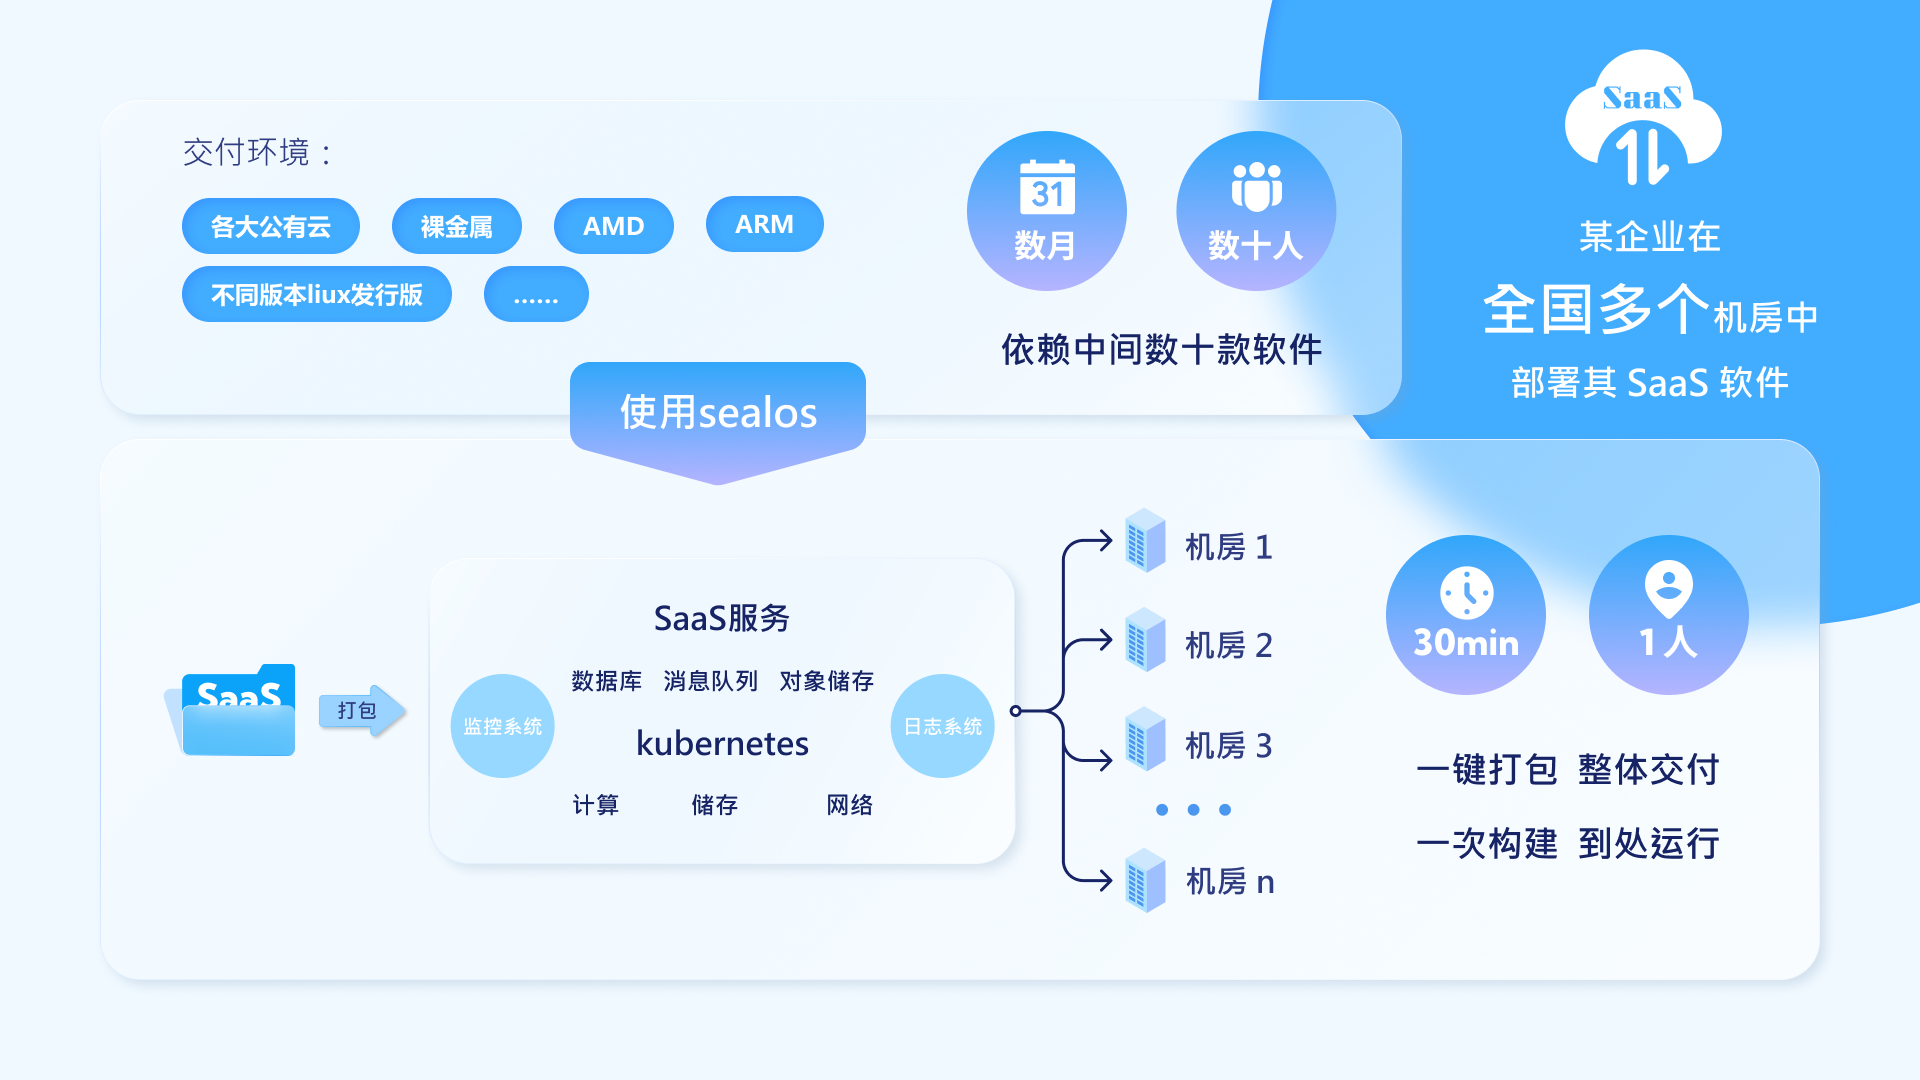 交付环境：
各大公有云 裸金属 AMD ARM
不同版本liux发行版 ......
31
数月
数十人
依赖中间数十款软件
SaaS
某企业在
全国多个机房中
部署其 SaaS 软件
使用sealos
SaaS
打包
SaaS服务
数据库 消息队列 对象储存
监控系统
kubernetes
日志系统
计算 储存 网络
机房 1
机房 2
机房 3
机房 n
30min
1人
一键打包 整体交付
一次构建 到处运行